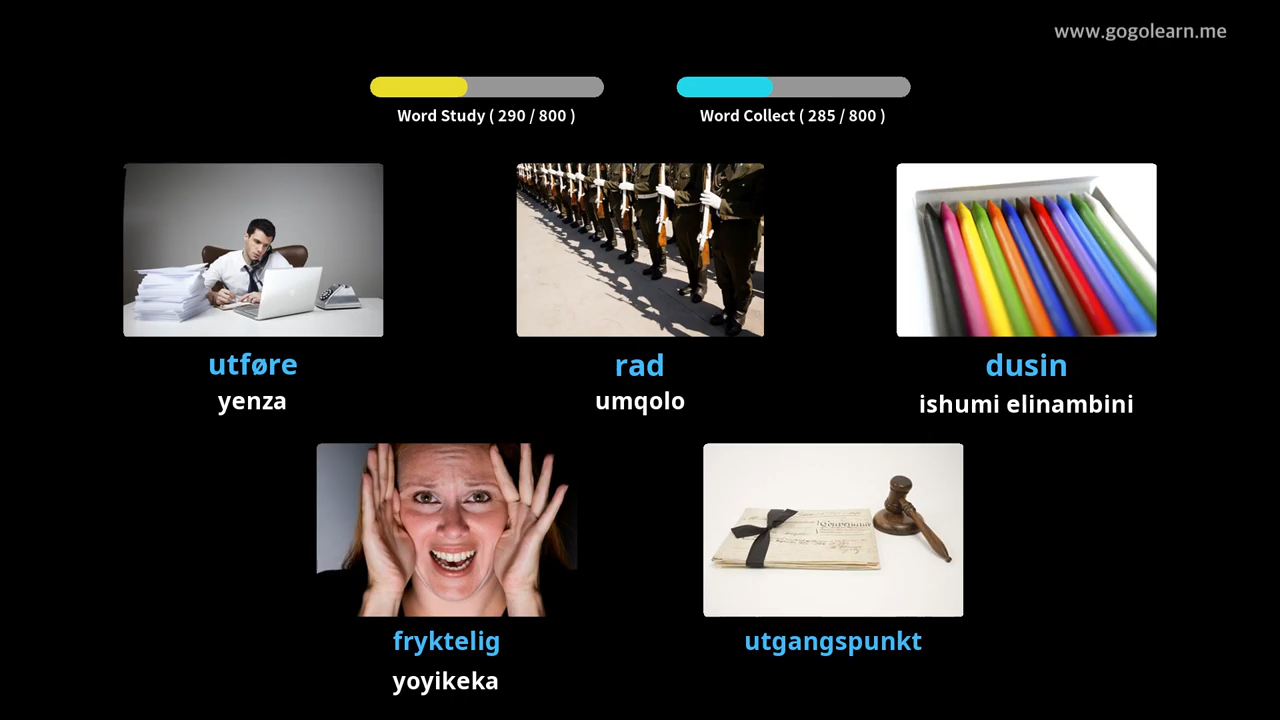 www.gogolearn.me
Word Study ( 290 / 800 )
Word Collect ( 285 / 800 )
utføre
yenza
rad
umqolo
dusin
ishumi elinambini
fryktelig
yoyikeka
utgangspunkt